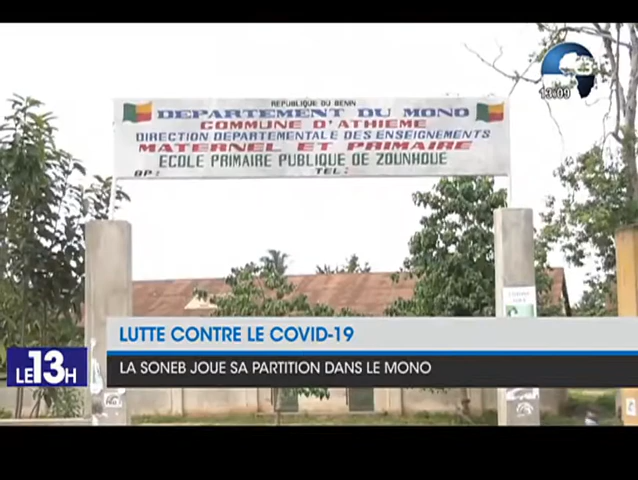 REPUBLIQUE DU BENIN
DEPARTEMENT DU MONO
COMMUNE D'ATHIEME
DIRECTION DEPARTEMENTALE DES ENSEIGNEMENTS
MATERNEL ET PRIMAIRE
ECOLE PRIMAIRE PUBLIQUE DE ZOUNHOUE
BP: TEL:
13:09
LUTTE CONTRE LE COVID-19
LE 13H
LA SONEB JOUE SA PARTITION DANS LE MONO